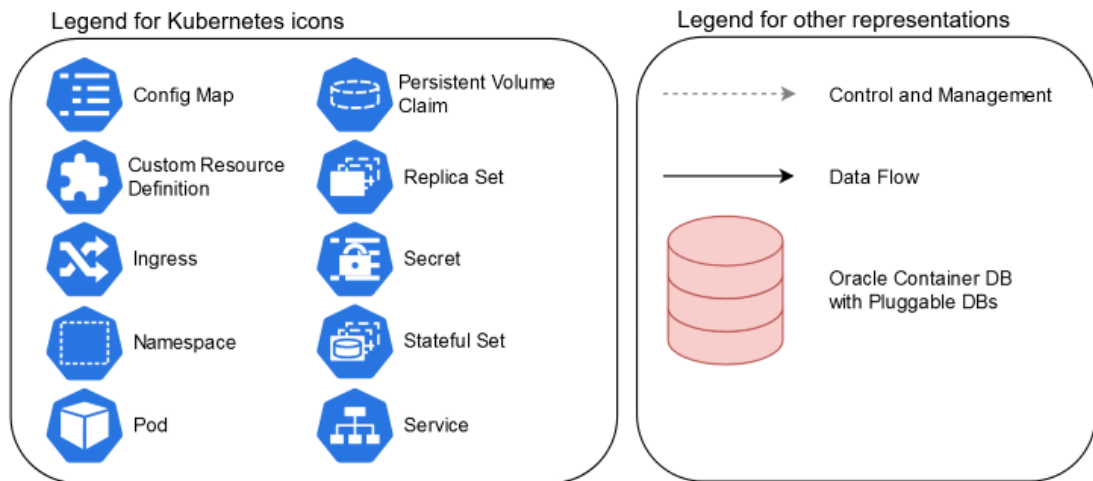 Legend for Kubernetes icons
Config Map
Persistent Volume
Claim
Custom Resource
Definition
Replica Set
Ingress
Secret
Namespace
Stateful Set
Pod
Service
Legend for other representations
Control and Management
Data Flow
Oracle Container DB
with Pluggable DBs